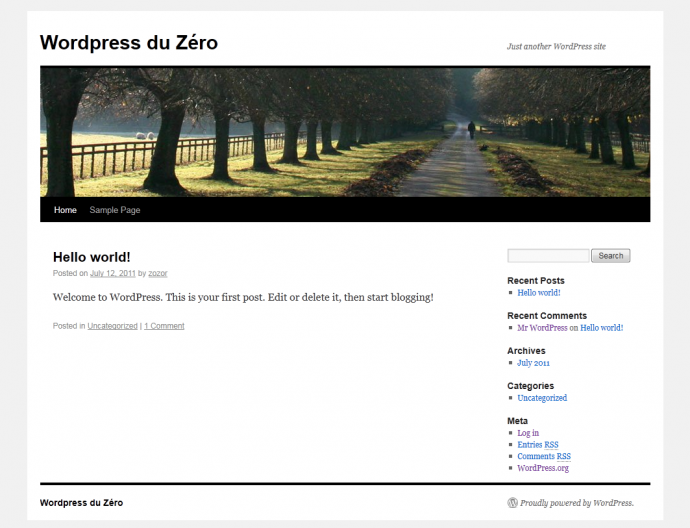 Wordpress du Zéro
Just another WordPress site
Home Sample Page
Hello world!
Posted on July 12, 2011 by zozor
Welcome to WordPress. This is your first post. Edit or delete it, then start blogging!
Posted in Uncategorized | 1 Comment
Search
Recent Posts
Hello world!
Recent Comments
Mr WordPress on Hello world!
Archives
July 2011
Categories
Uncategorized
Meta
Log in
Entries RSS
Comments RSS
WordPress.org
Wordpress du Zéro
Proudly powered by WordPress.